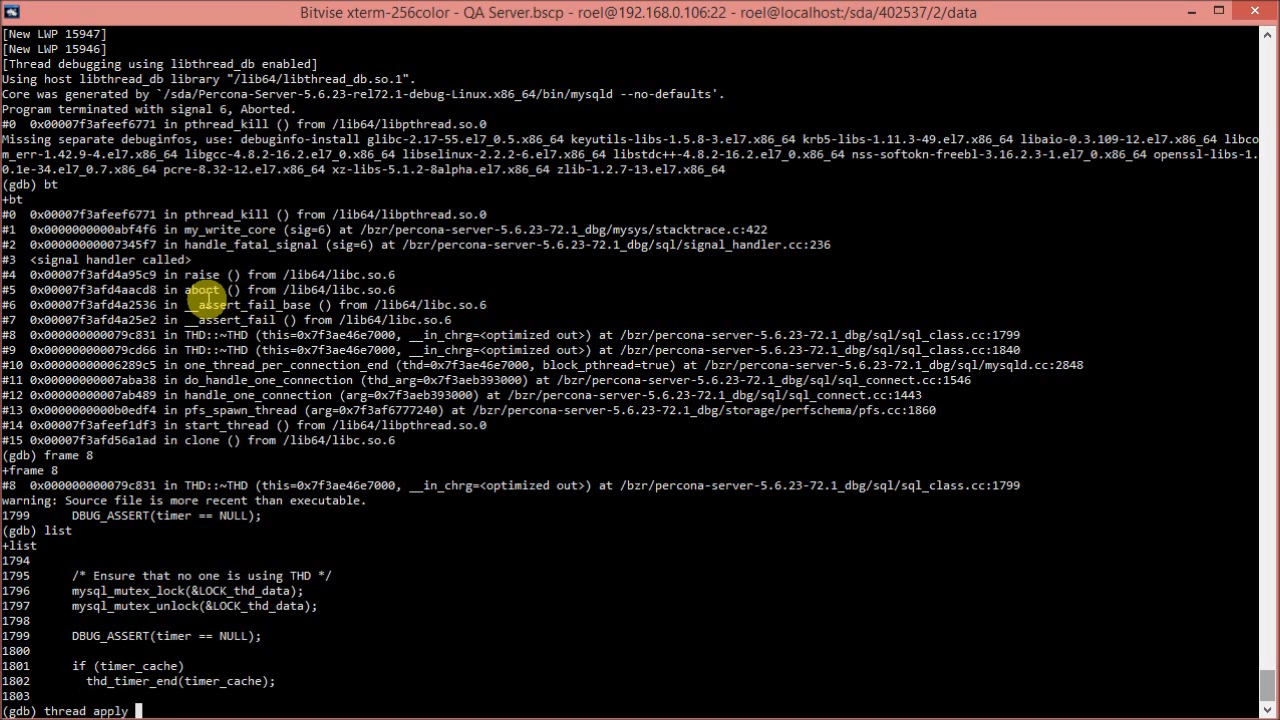 Bitvise xterm-256color - QA Server.bscp - roel@192.168.0.106:22 - roel@localhost:/sda/402537/2/data
[New LWP 15947]
[New LWP 15946]
[Thread debugging using libthread_db enabled]
Using host libthread_db library "/lib64/libthread_db.so.1".
Core was generated by `/sda/Percona-Server-5.6.23-rel72.1-debug-Linux.x86_64/bin/mysqld --no-defaults'.
Program terminated with signal 6, Aborted.
#0  0x00007f3afeef6771 in pthread_kill () from /lib64/libpthread.so.0
Missing separate debuginfos, use: debuginfo-install glibc-2.17-55.el7_0.5.x86_64 keyutils-libs-1.5.8-3.el7.x86_64 krb5-libs-1.11.3-49.el7.x86_64 libaio-0.3.109-12.el7.x86_64 libco
m_err-1.42.9-4.el7.x86_64 libgcc-4.8.2-16.2.el7_0.x86_64 libselinux-2.2.2-6.el7.x86_64 libstdc++-4.8.2-16.2.el7_0.x86_64 nss-softokn-freebl-3.16.2.3-1.el7_0.x86_64 openssl-libs-1.
0.1e-34.el7_0.7.x86_64 pcre-8.32-12.el7.x86_64 xz-libs-5.1.2-8alpha.el7.x86_64 zlib-1.2.7-13.el7.x86_64
(gdb) bt
+bt
#0  0x00007f3afeef6771 in pthread_kill () from /lib64/libpthread.so.0
#1  0x0000000000abf4f6 in my_write_core (sig=6) at /bzr/percona-server-5.6.23-72.1_dbg/mysys/stacktrace.c:422
#2  0x00000000007345f7 in handle_fatal_signal (sig=6) at /bzr/percona-server-5.6.23-72.1_dbg/sql/signal_handler.cc:236
#3  <signal handler called>
#4  0x00007f3afd4a95c9 in raise () from /lib64/libc.so.6
#5  0x00007f3afd4aacd8 in abort () from /lib64/libc.so.6
#6  0x00007f3afd4a2536 in __assert_fail_base () from /lib64/libc.so.6
#7  0x00007f3afd4a25e2 in __assert_fail () from /lib64/libc.so.6
#8  0x000000000079c831 in THD::~THD (this=0x7f3ae46e7000, __in_chrg=<optimized out>) at /bzr/percona-server-5.6.23-72.1_dbg/sql/sql_class.cc:1799
#9  0x000000000079cd66 in THD::~THD (this=0x7f3ae46e7000, __in_chrg=<optimized out>) at /bzr/percona-server-5.6.23-72.1_dbg/sql/sql_class.cc:1840
#10 0x00000000006289c5 in one_thread_per_connection_end (thd=0x7f3ae46e7000, block_pthread=true) at /bzr/percona-server-5.6.23-72.1_dbg/sql/mysqld.cc:2848
#11 0x00000000007aba38 in do_handle_one_connection (thd_arg=0x7f3aeb393000) at /bzr/percona-server-5.6.23-72.1_dbg/sql/sql_connect.cc:1546
#12 0x00000000007ab489 in handle_one_connection (arg=0x7f3aeb393000) at /bzr/percona-server-5.6.23-72.1_dbg/sql/sql_connect.cc:1443
#13 0x0000000000b0edf4 in pfs_spawn_thread (arg=0x7f3af6777240) at /bzr/percona-server-5.6.23-72.1_dbg/storage/perfschema/pfs.cc:1860
#14 0x00007f3afeef1df3 in start_thread () from /lib64/libpthread.so.0
#15 0x00007f3afd56a1ad in clone () from /lib64/libc.so.6
(gdb) frame 8
+frame 8
#8  0x000000000079c831 in THD::~THD (this=0x7f3ae46e7000, __in_chrg=<optimized out>) at /bzr/percona-server-5.6.23-72.1_dbg/sql/sql_class.cc:1799
warning: Source file is more recent than executable.
1799      DBUG_ASSERT(timer == NULL);
(gdb) list
+list
1794
1795      /* Ensure that no one is using THD */
1796      mysql_mutex_lock(&LOCK_thd_data);
1797      mysql_mutex_unlock(&LOCK_thd_data);
1798
1799      DBUG_ASSERT(timer == NULL);
1800
1801      if (timer_cache)
1802        thd_timer_end(timer_cache);
1803
(gdb) thread apply